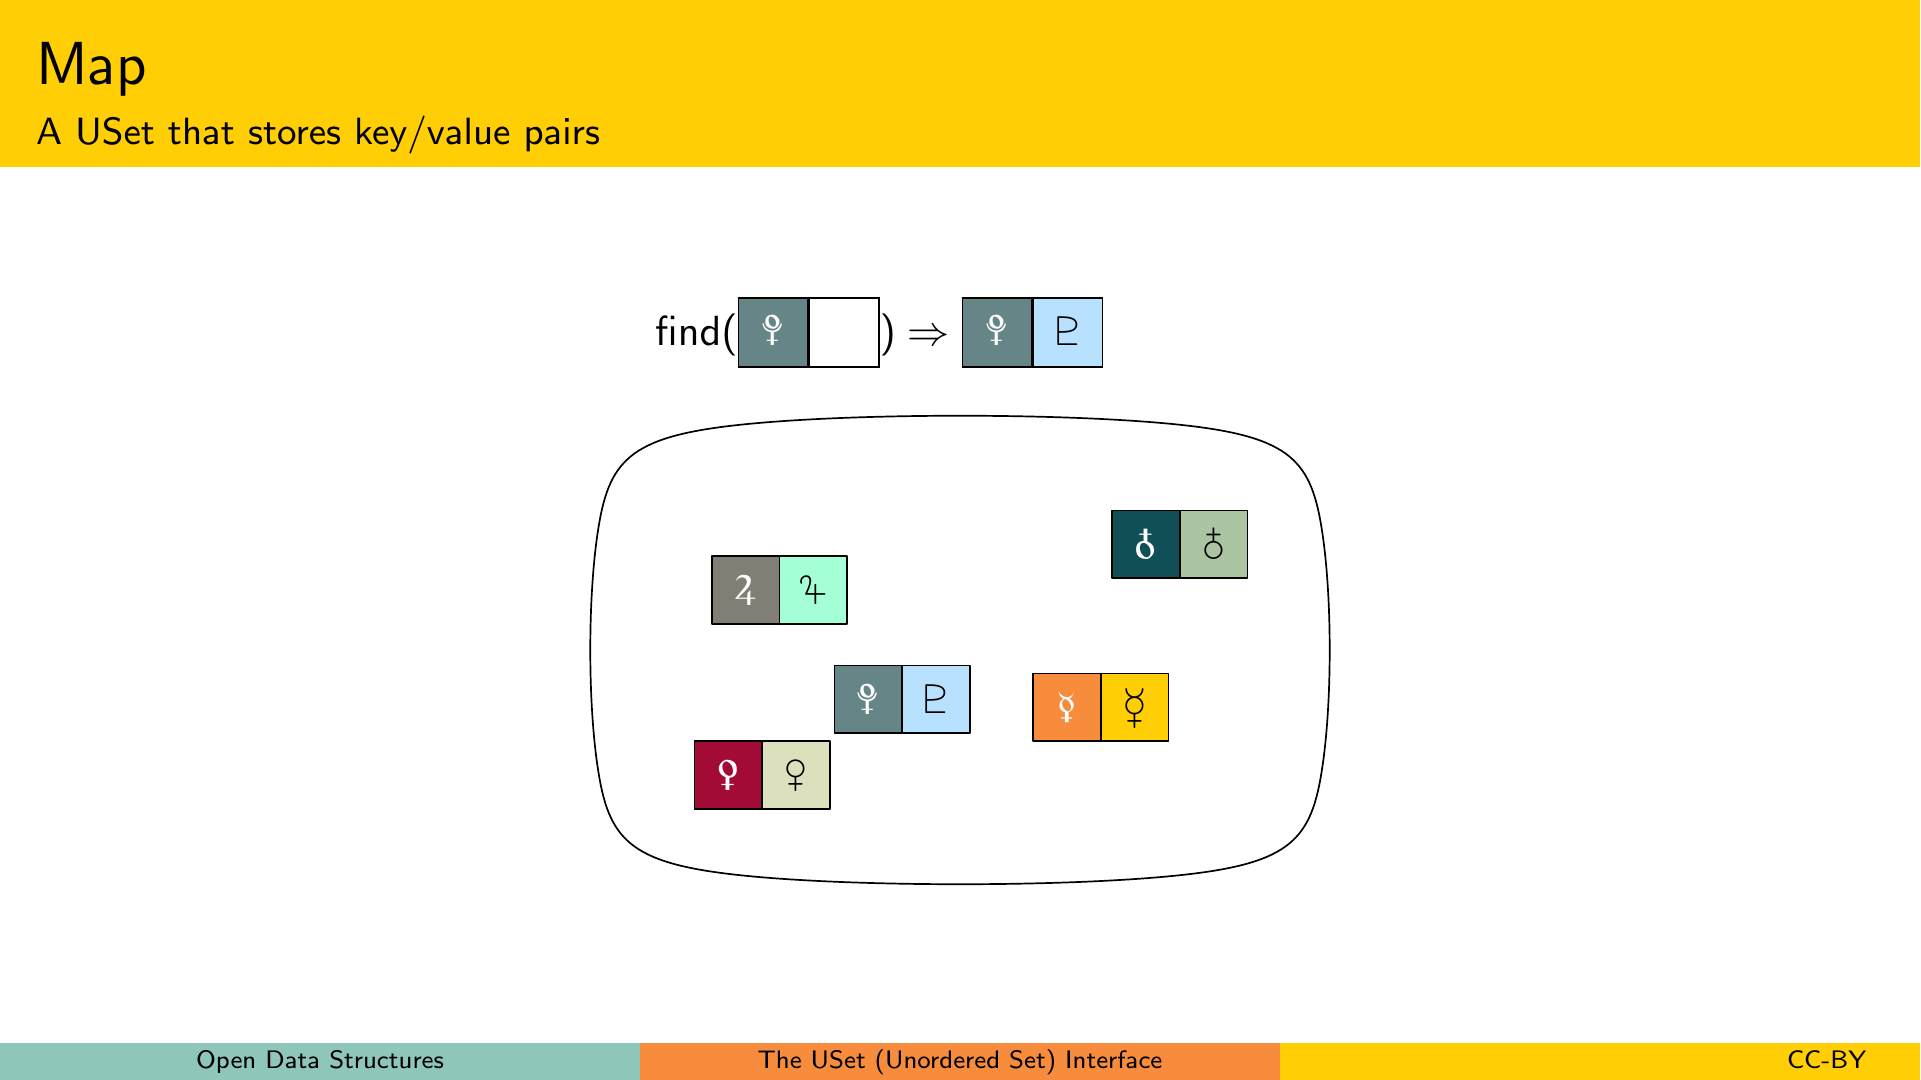 Map
A USet that stores key/value pairs
find(⯓ ) ⇒ ⯓ ♇
♁ ♁
♃ ♃
⯓ ♇
☿ ☿
♀ ♀
Open Data Structures
The USet (Unordered Set) Interface
CC-BY